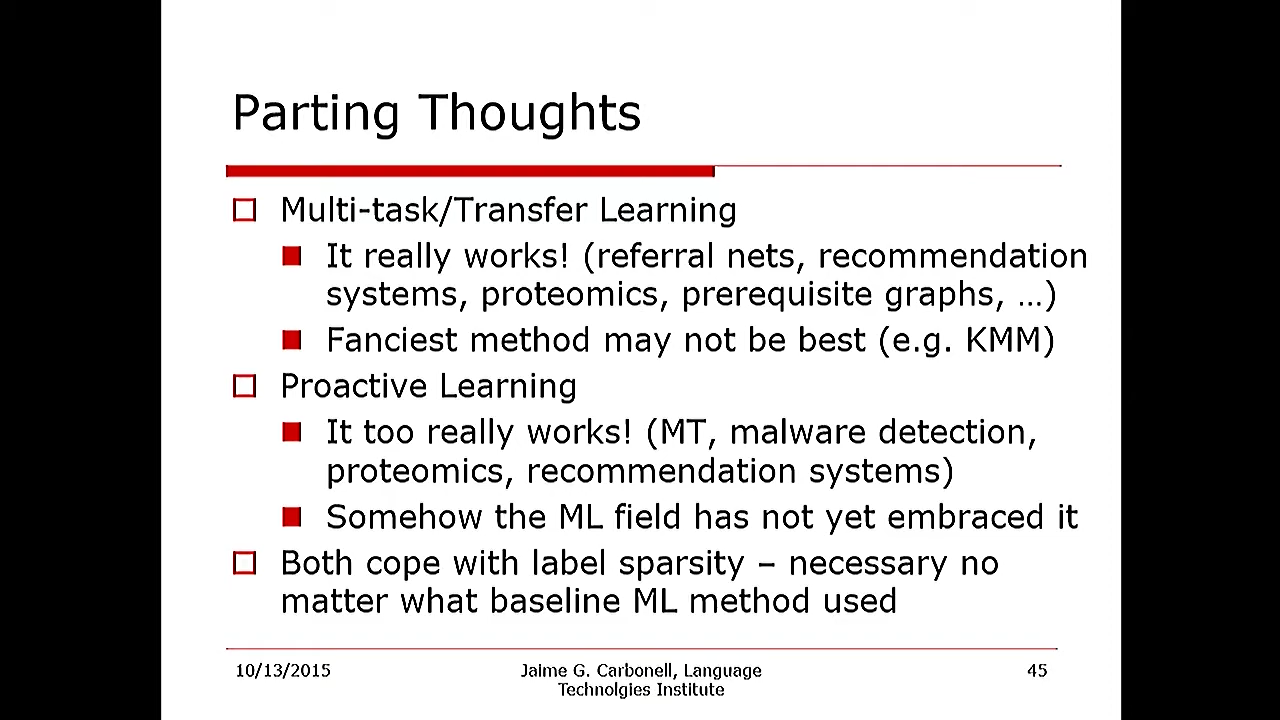 Parting Thoughts
Multi-task/Transfer Learning
It really works! (referral nets, recommendation
systems, proteomics, prerequisite graphs, …)
Fanciest method may not be best (e.g. KMM)
Proactive Learning
It too really works! (MT, malware detection,
proteomics, recommendation systems)
Somehow the ML field has not yet embraced it
Both cope with label sparsity – necessary no
matter what baseline ML method used
10/13/2015
Jaime G. Carbonell, Language
Technolgies Institute
45